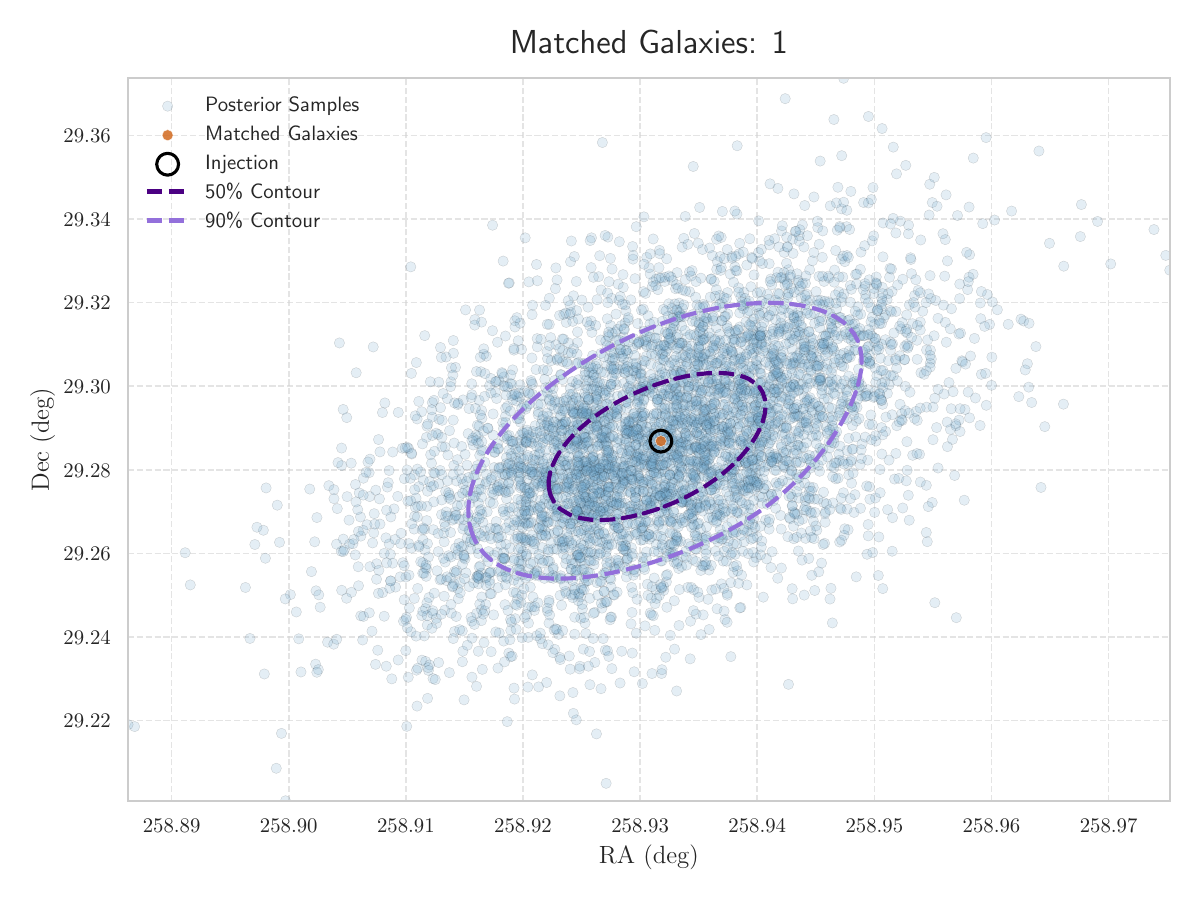 Matched Galaxies: 1
Posterior Samples
Matched Galaxies
Injection
50% Contour
90% Contour
29.36
29.34
29.32
29.30
29.28
29.26
29.24
29.22
Dec (deg)
258.89 258.90 258.91 258.92 258.93 258.94 258.95 258.96 258.97
RA (deg)